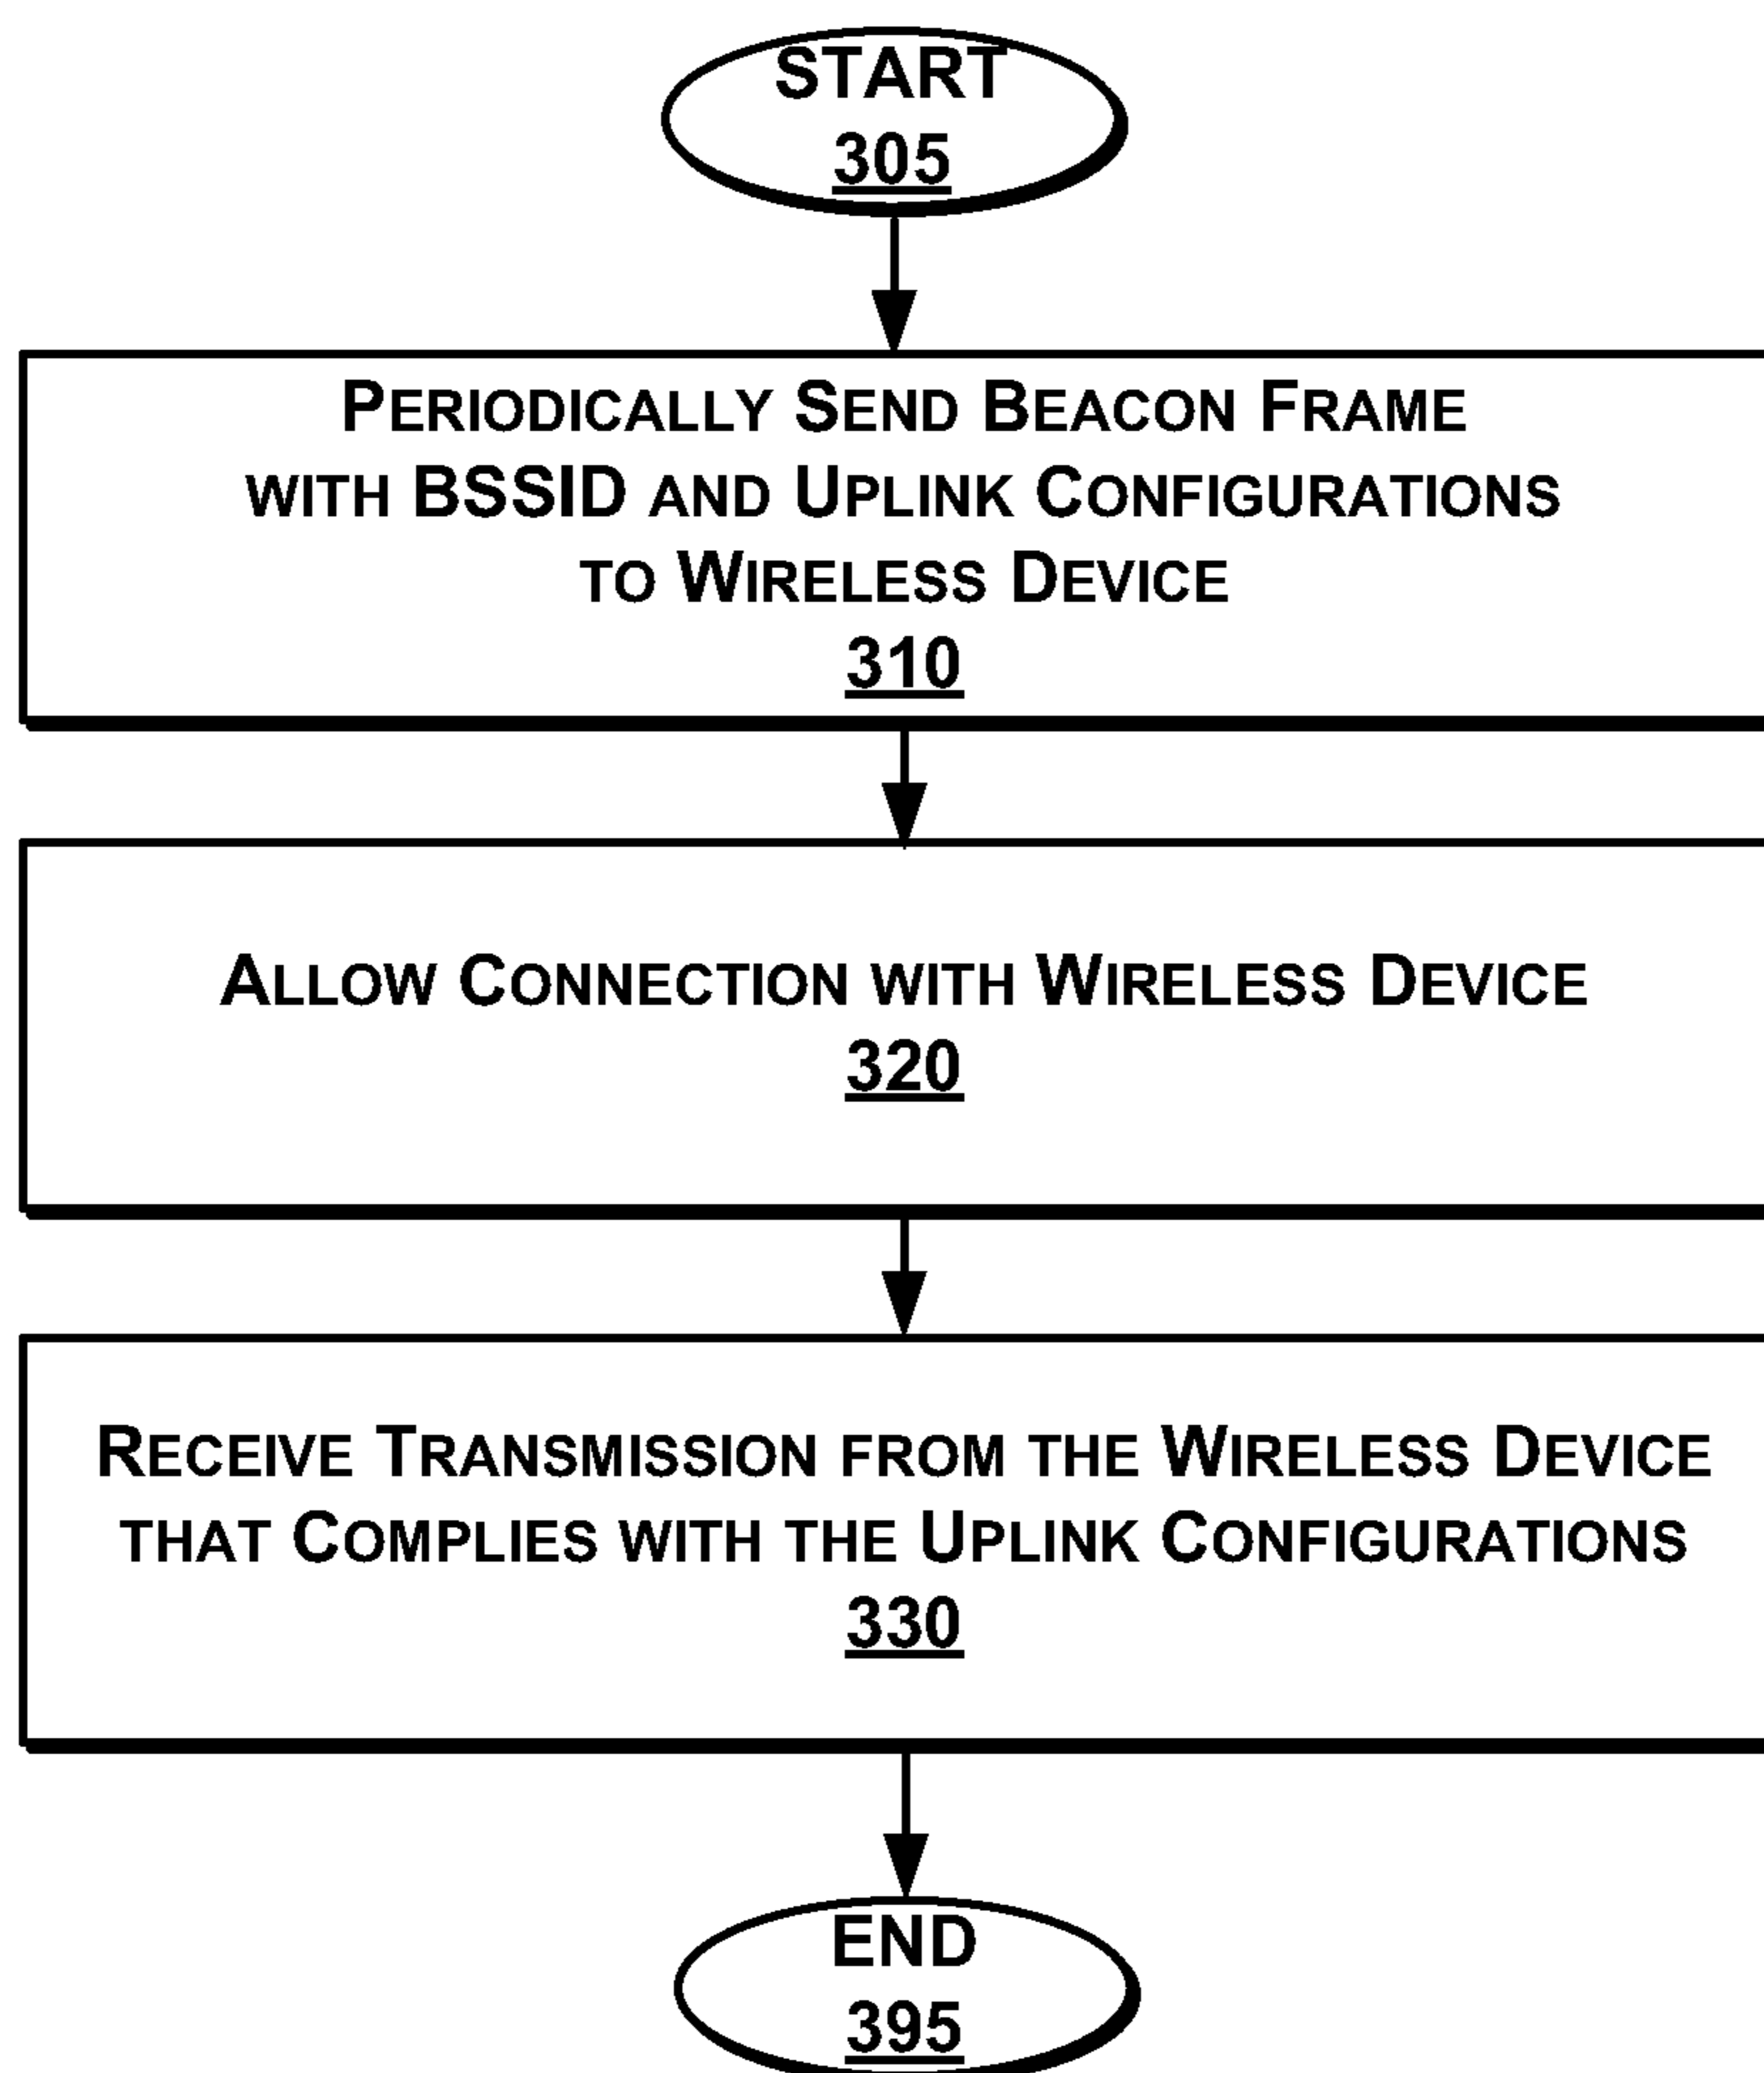 START
305
PERIODICALLY SEND BEACON FRAME
WITH BSSID AND UPLINK CONFIGURATIONS
TO WIRELESS DEVICE
310
ALLOW CONNECTION WITH WIRELESS DEVICE
320
RECEIVE TRANSMISSION FROM THE WIRELESS DEVICE
THAT COMPLIES WITH THE UPLINK CONFIGURATIONS
330
END
395